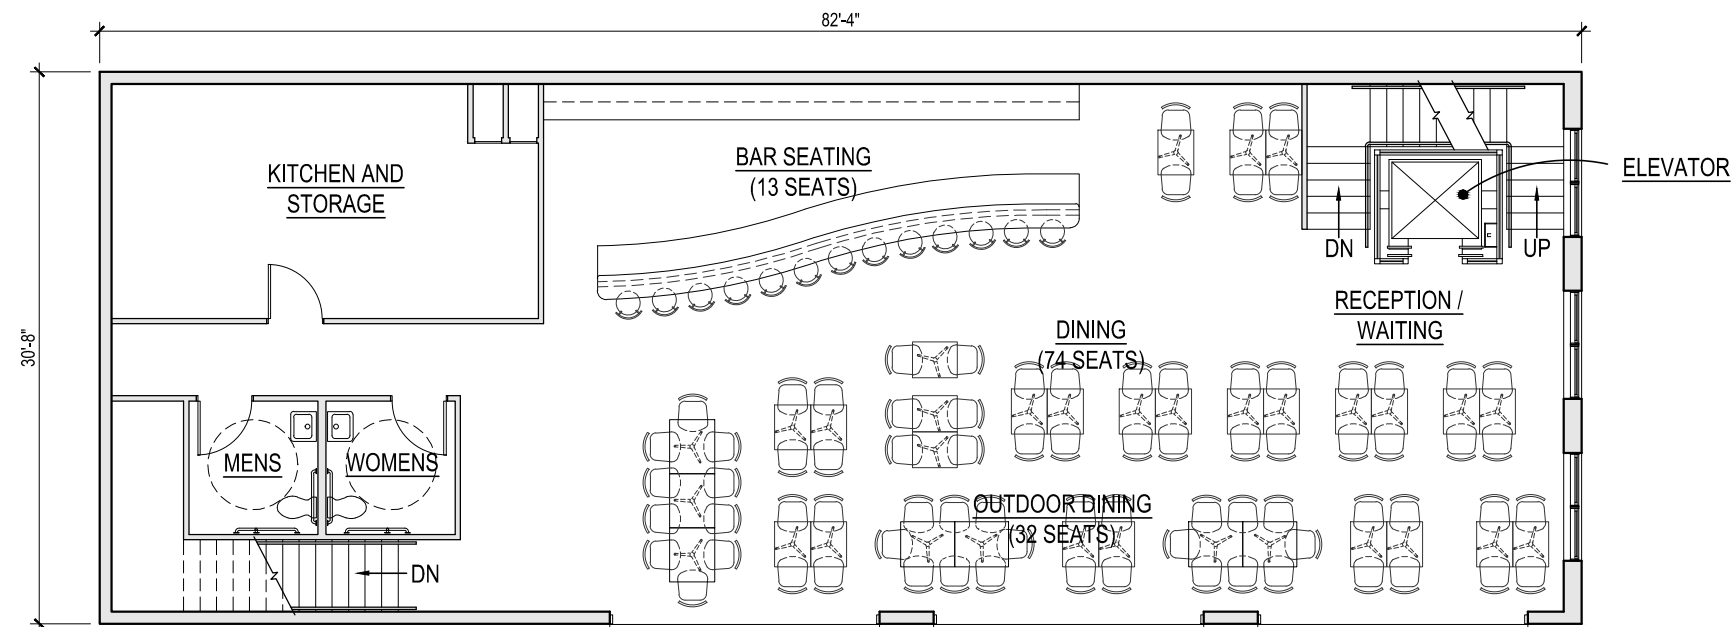 82'-4"
30'-8"
KITCHEN AND
STORAGE
BAR SEATING
(13 SEATS)
ELEVATOR
DN
UP
RECEPTION /
WAITING
DINING
(74 SEATS)
MENS
WOMENS
OUTDOOR DINING
(32 SEATS)
DN